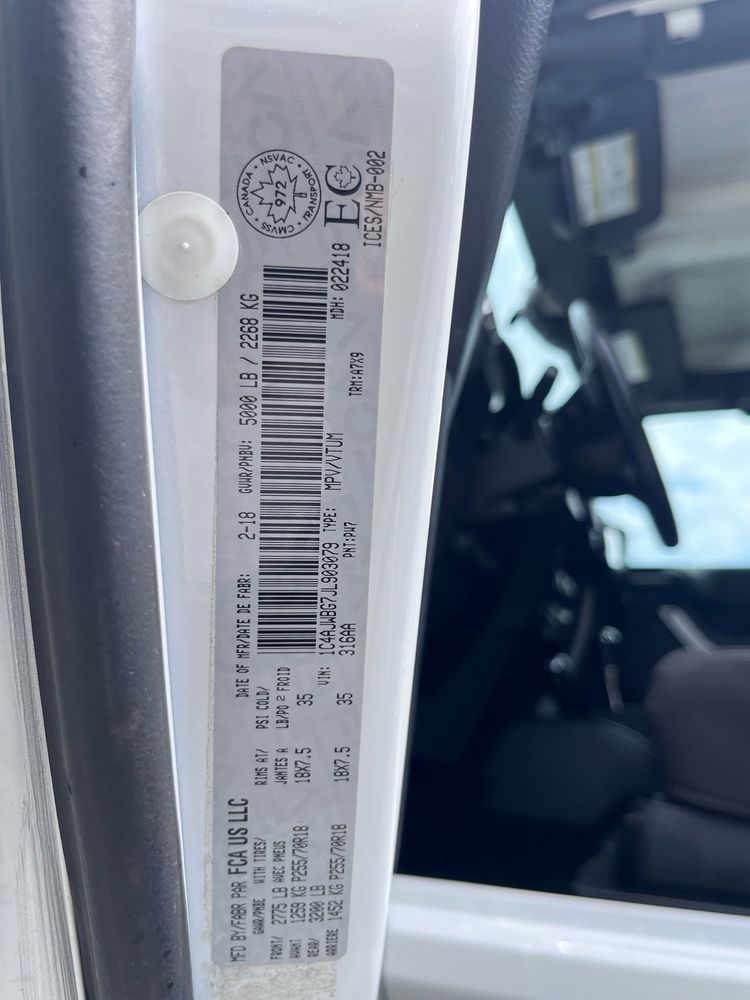 MFD BY/FABR PAR FCA US LLC
DATE OF MFR/DATE DE FABR: 2-18 GVWR/PNBV: 5000 LB / 2268 KG
GAWR/PNBE WITH TIRES/ RIMS AT/ PSI COLD/
FRONT/ 2775 LB AVEC PNEUS JANTES A LB/PO 2 FROID
AVANT 1259 KG P255/70R18 18X7.5 35
REAR/ 3200 LB
ARRIERE 1452 KG P255/70R18 18X7.5 35
VIN: 1C4AJWBG7JL903079 TYPE: MPV/VTUM MDH: 022418
316AA PNT:PW7 TRM:A7X9
CANADA NSVAC TRANSPORT CMVSS
972
EC
ICES/NMB-002